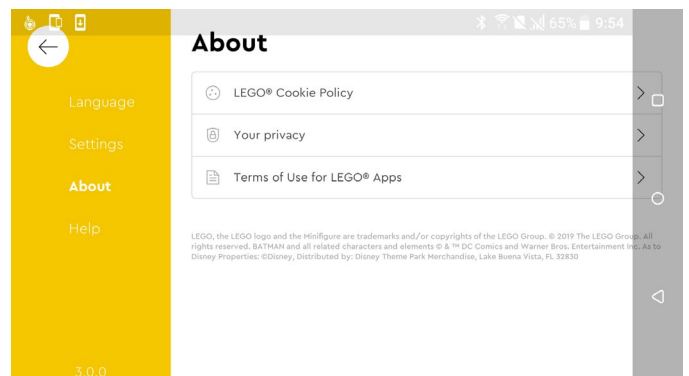 65% 9:54
About
Language
Settings
About
Help
3.0.0
LEGO® Cookie Policy
Your privacy
Terms of Use for LEGO® Apps
LEGO, the LEGO logo and the Minifigure are trademarks and/or copyrights of the LEGO Group. © 2019 The LEGO Group. All
rights reserved. BATMAN and all related characters and elements © & ™ DC Comics and Warner Bros. Entertainment Inc. As to
Disney Properties: ©Disney, Distributed by: Disney Theme Park Merchandise, Lake Buena Vista, FL 32830